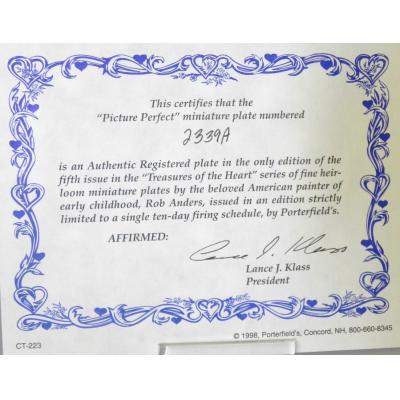 This certifies that the
"Picture Perfect" miniature plate numbered
2339A
is an Authentic Registered plate in the only edition of the
fifth issue in the "Treasures of the Heart" series of fine heir-
loom miniature plates by the beloved American painter of
early childhood, Rob Anders, issued in an edition strictly
limited to a single ten-day firing schedule, by Porterfield's.
AFFIRMED:
Lance J. Klass
Lance J. Klass
President
CT-223
© 1998, Porterfield's, Concord, NH, 800-660-8345